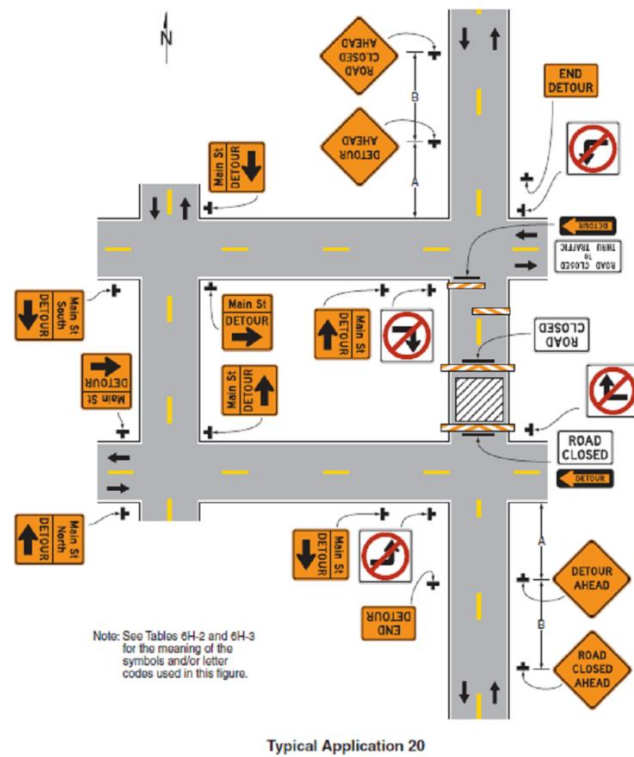 N
ROAD
CLOSED
AHEAD
B
DETOUR
AHEAD
A
END
DETOUR
Main St
DETOUR
DETOUR
ROAD CLOSED
TO
THRU TRAFFIC
Main St
South
DETOUR
Main St
DETOUR
Main St
DETOUR
ROAD
CLOSED
Main St
DETOUR
Main St
DETOUR
ROAD CLOSED
DETOUR
Main St
North
DETOUR
Main St
DETOUR
END
DETOUR
A
DETOUR
AHEAD
B
ROAD
CLOSED
AHEAD
Note: See Tables 6H-2 and 6H-3
for the meaning of the
symbols and/or letter
codes used in this figure.
Typical Application 20